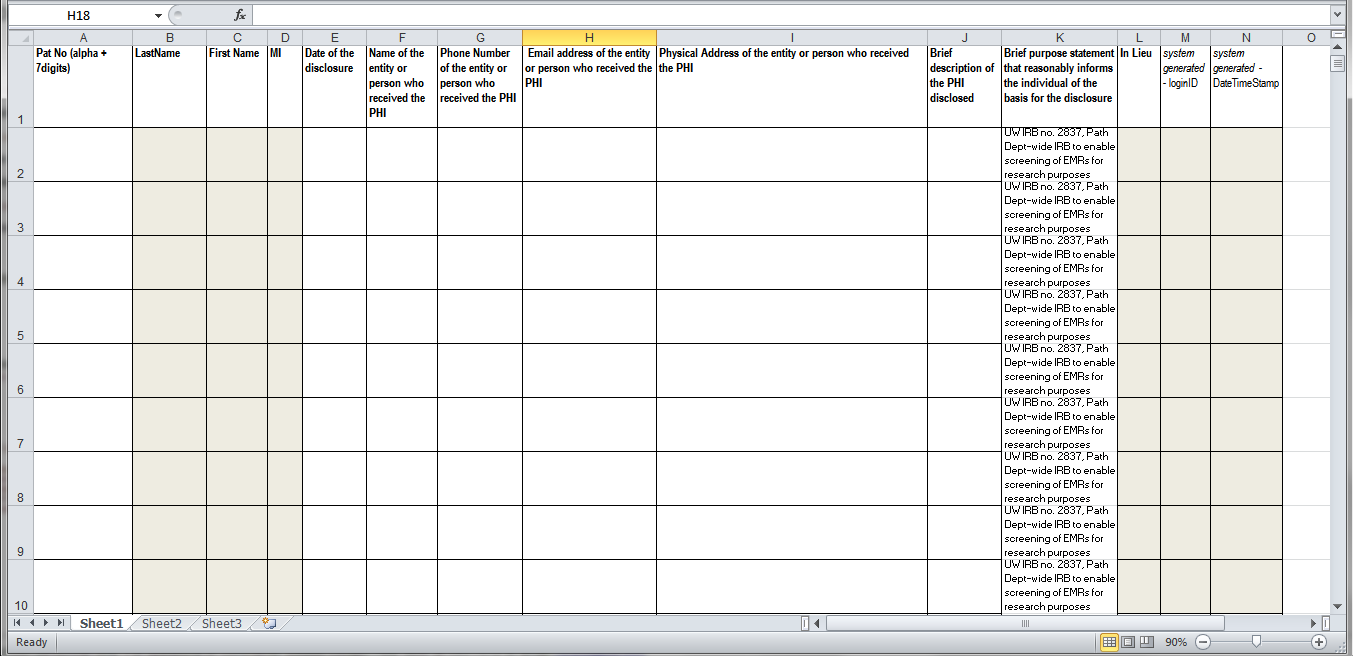 H18
fx
A B C D E F G H I J K L M N O
Pat No (alpha +
7digits)
LastName
First Name
MI
Date of the
disclosure
Name of the
entity or
person who
received the
PHI
Phone Number
of the entity or
person who
received the PHI
Email address of the entity
or person who received the
PHI
Physical Address of the entity or person who received
the PHI
Brief
description of
the PHI
disclosed
Brief purpose statement
that reasonably informs
the individual of the
basis for the disclosure
In Lieu
system
generated
- loginID
system
generated -
DateTimeStamp
1
UW IRB no. 2837, Path
Dept-wide IRB to enable
screening of EMRs for
research purposes
2
UW IRB no. 2837, Path
Dept-wide IRB to enable
screening of EMRs for
research purposes
3
UW IRB no. 2837, Path
Dept-wide IRB to enable
screening of EMRs for
research purposes
4
UW IRB no. 2837, Path
Dept-wide IRB to enable
screening of EMRs for
research purposes
5
UW IRB no. 2837, Path
Dept-wide IRB to enable
screening of EMRs for
research purposes
6
UW IRB no. 2837, Path
Dept-wide IRB to enable
screening of EMRs for
research purposes
7
UW IRB no. 2837, Path
Dept-wide IRB to enable
screening of EMRs for
research purposes
8
UW IRB no. 2837, Path
Dept-wide IRB to enable
screening of EMRs for
research purposes
9
UW IRB no. 2837, Path
Dept-wide IRB to enable
screening of EMRs for
research purposes
10
Sheet1 Sheet2 Sheet3
Ready
90%